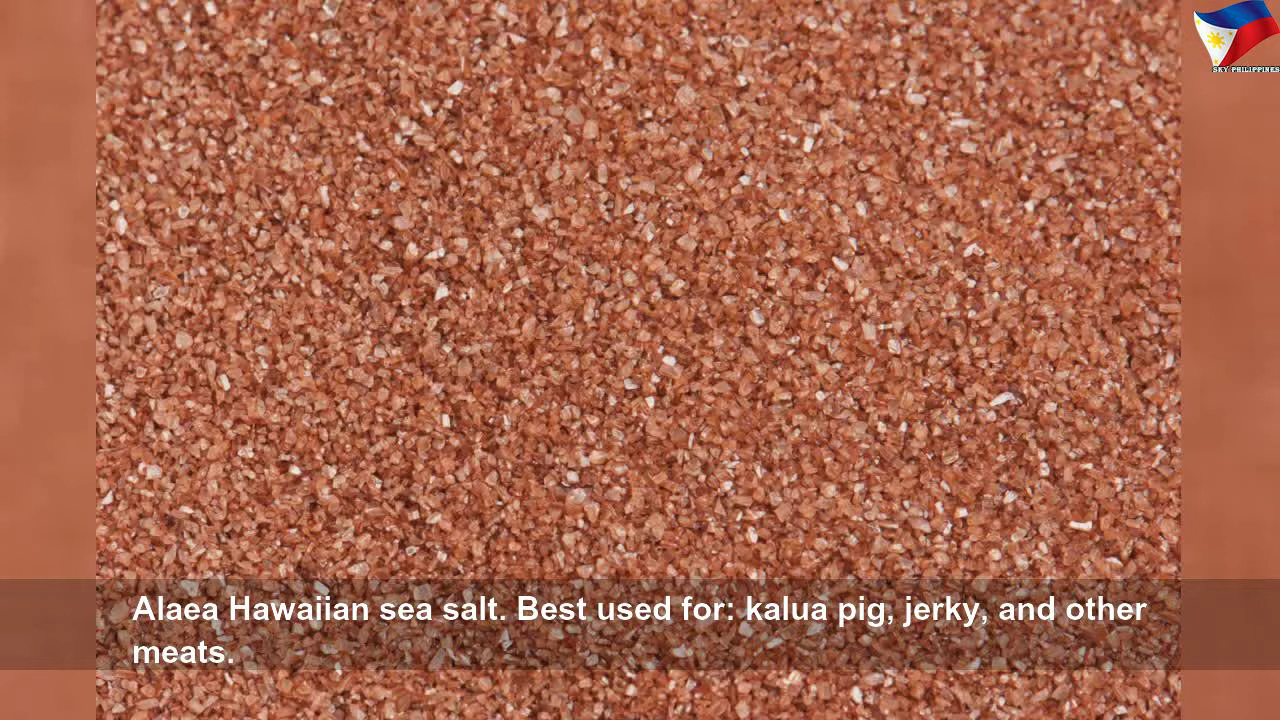 SKY PHILIPPINES
Alaea Hawaiian sea salt. Best used for: kalua pig, jerky, and other
meats.